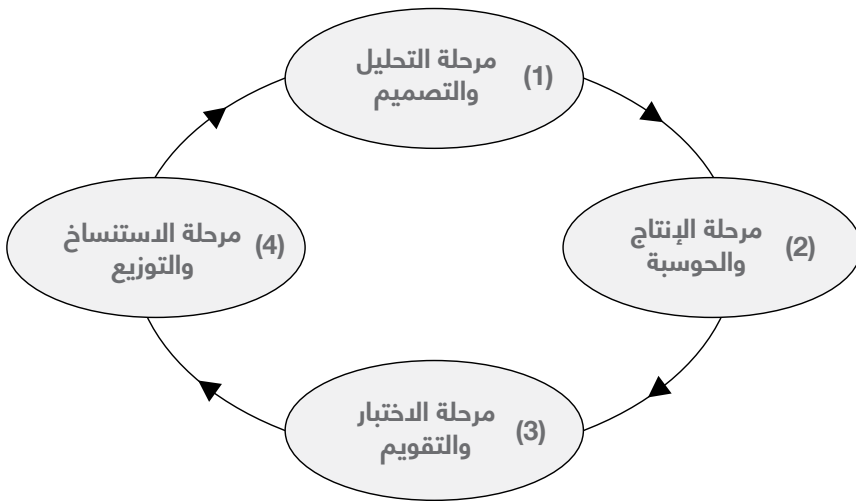 (1) مرحلة التحليل
والتصميم
(2) مرحلة الإنتاج
والحوسبة
(3) مرحلة الاختبار
والتقويم
(4) مرحلة الاستنساخ
والتوزيع